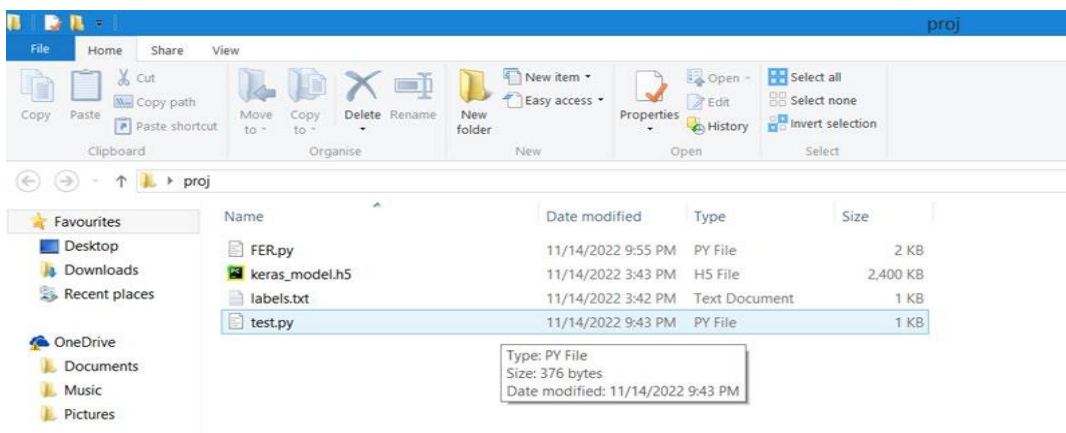 proj
File Home Share View
Copy Paste Cut Copy path Paste shortcut Move to Copy to Delete Rename New folder New item Easy access Properties Open Edit History Select all Select none Invert selection
Clipboard Organise New Open Select
proj
Favourites
Desktop
Downloads
Recent places
OneDrive
Documents
Music
Pictures
Name Date modified Type Size
FER.py 11/14/2022 9:55 PM PY File 2 KB
keras_model.h5 11/14/2022 3:43 PM H5 File 2,400 KB
labels.txt 11/14/2022 3:42 PM Text Document 1 KB
test.py 11/14/2022 9:43 PM PY File 1 KB
Type: PY File
Size: 376 bytes
Date modified: 11/14/2022 9:43 PM